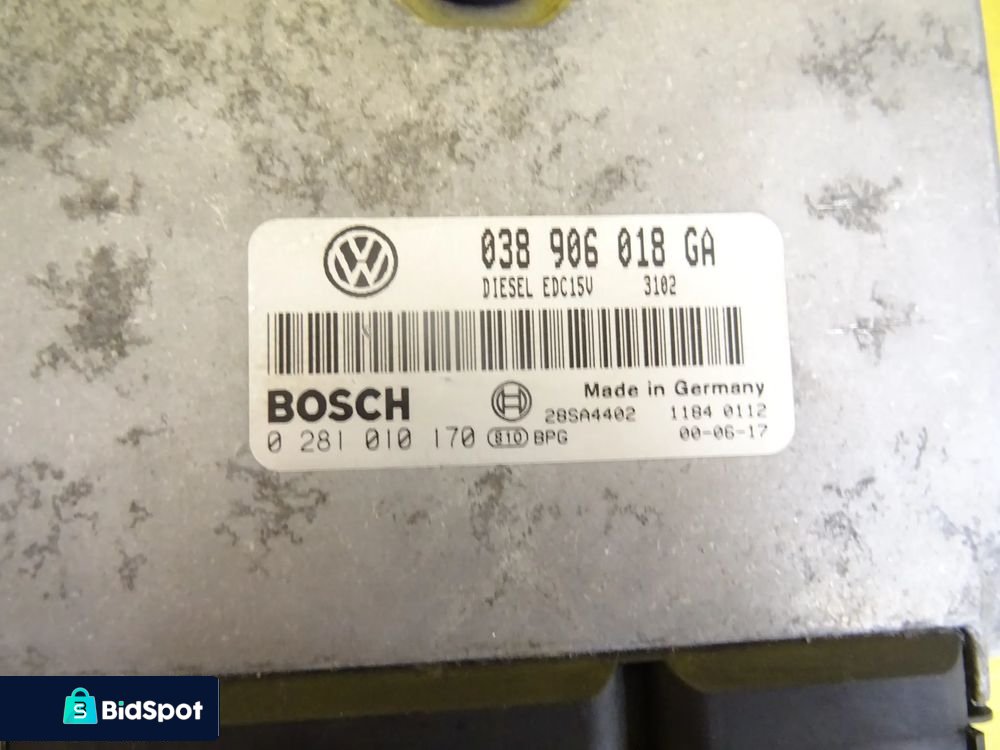 038 906 018 GA
DIESEL EDC15V 3102
BOSCH
Made in Germany
28SA4402 1184 0112
0 281 010 170 810 BPG 00-06-17
BidSpot